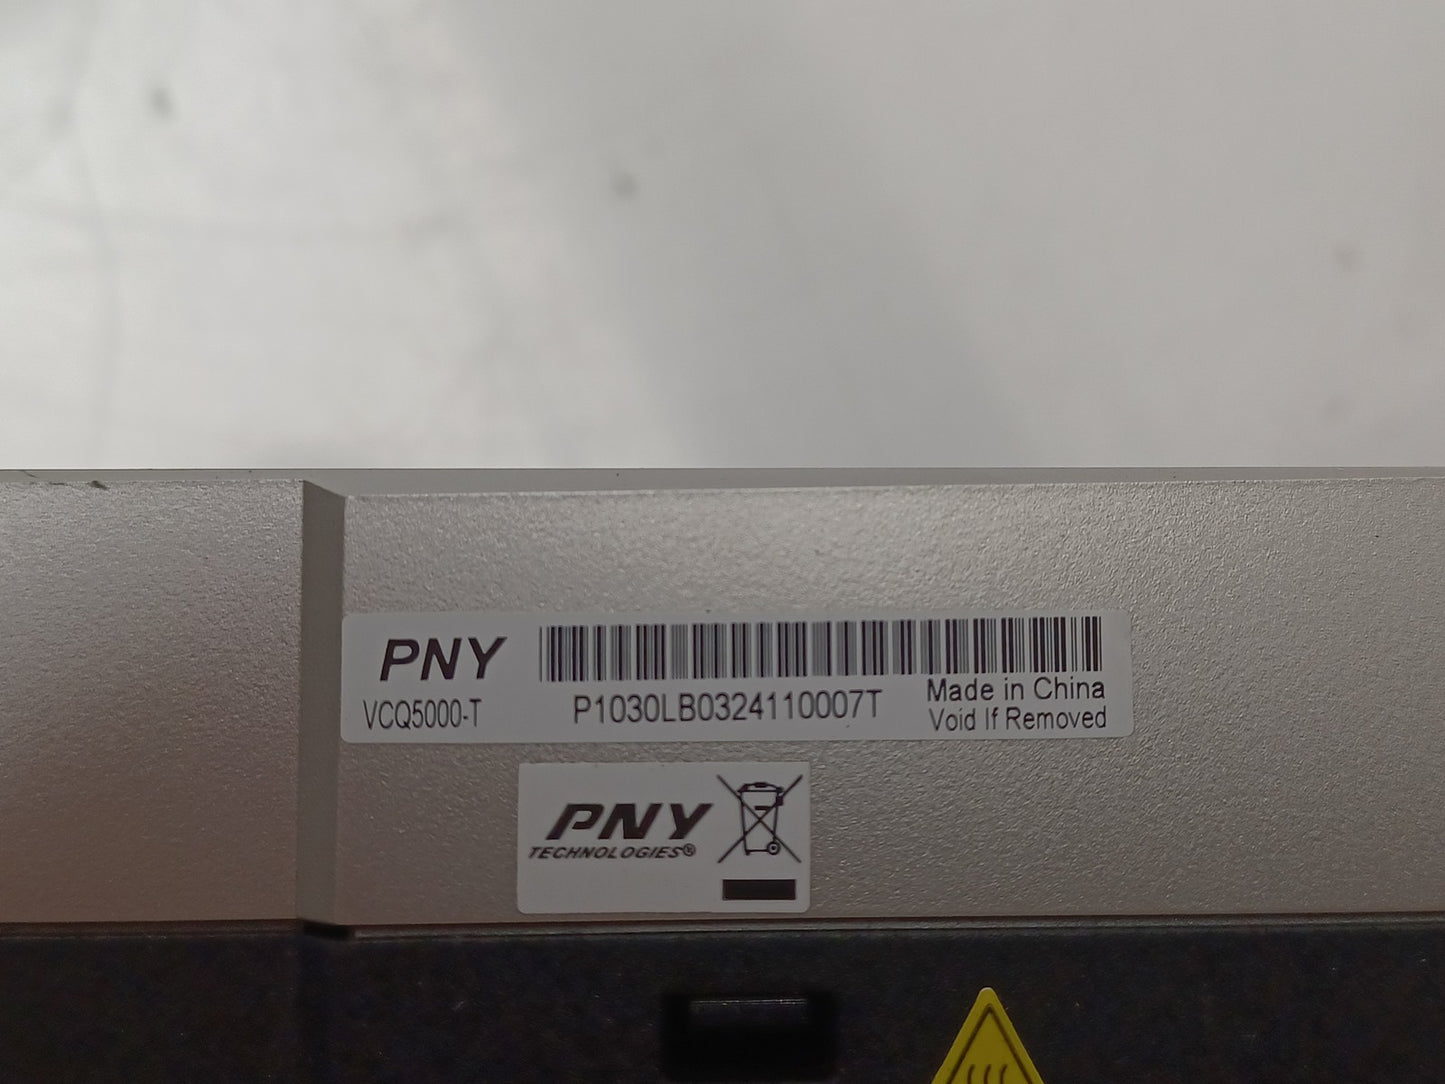 PNY
VCQ5000-T
P1030LB0324110007T
Made in China
Void If Removed
PNY
TECHNOLOGIES®